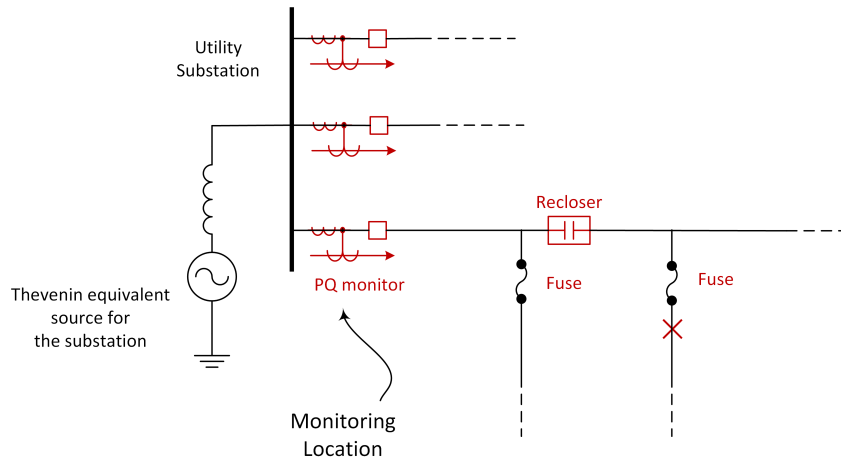 Utility
Substation
Recloser
Fuse
Fuse
PQ monitor
Thevenin equivalent
source for
the substation
Monitoring
Location